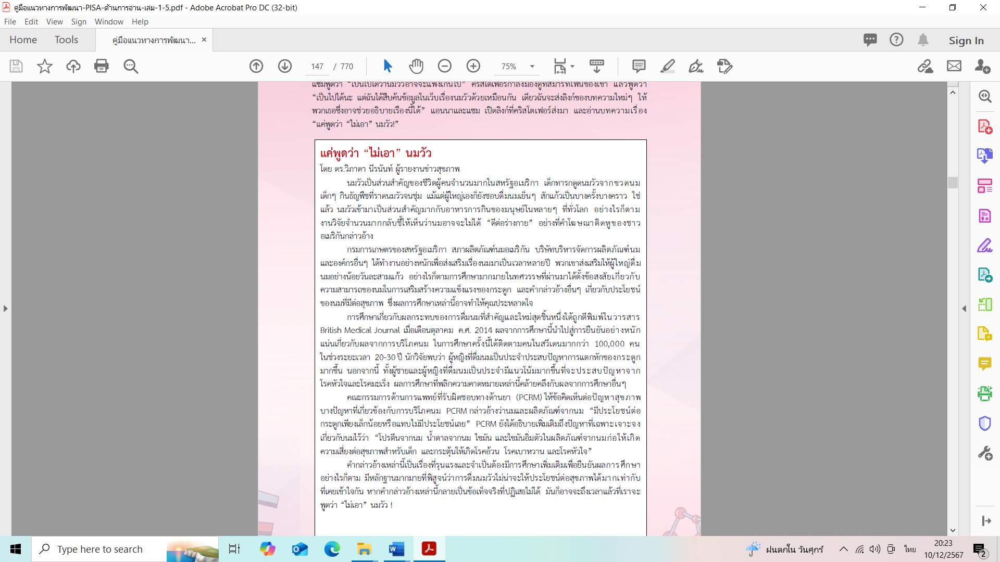 คู่มือแนวทางการพัฒนา-PISA-ด้านการอ่าน-เล่ม-1-5.pdf - Adobe Acrobat Pro DC (32-bit)
File Edit View Sign Window Help
Home Tools คู่มือแนวทางการพัฒนา... × Sign In
147 / 770 75%
แซมพูดว่า “เป็นไปได้ว่านมวัวอาจจะแพงเกินไป” คริสโตเฟอร์กำลังมองดูที่สมาร์ทโฟนของเขา แล้วพูดว่า
“เป็นไปได้นะ แต่ฉันได้สืบค้นข้อมูลในเว็บเรื่องนมวัวด้วยเหมือนกัน เดี๋ยวฉันจะส่งลิงก์ของบทความใหม่ๆ ให้
พวกเธอซึ่งอาจช่วยอธิบายเรื่องนี้ได้” แอนนาและแซม เปิดลิงก์ที่คริสโตเฟอร์ส่งมา และอ่านบทความเรื่อง
“แค่พูดว่า “ไม่เอา” นมวัว!”
แค่พูดว่า “ไม่เอา” นมวัว
โดย ดร.วิภาดา นีรนันท์ ผู้รายงานข่าวสุขภาพ
นมวัวเป็นส่วนสำคัญของชีวิตผู้คนจำนวนมากในสหรัฐอเมริกา เด็กทารกดูดนมวัวจากขวดนม
เด็กๆ กินธัญพืชที่ราดนมวัวจนชุ่ม แม้แต่ผู้ใหญ่เองก็ยังชอบดื่มนมเย็นๆ สักแก้วเป็นบางครั้งบางคราว ใช่
แล้ว นมวัวเข้ามาเป็นส่วนสำคัญมากกับอาหารการกินของมนุษย์ในหลายๆ ที่ทั่วโลก อย่างไรก็ตาม
งานวิจัยจำนวนมากกลับชี้ให้เห็นว่านมอาจจะไม่ได้ “ดีต่อร่างกาย” อย่างที่คำโฆษณาติดหูของชาว
อเมริกันกล่าวอ้าง
กรมการเกษตรของสหรัฐอเมริกา สภาผลิตภัณฑ์นมอเมริกัน บริษัทบริหารจัดการผลิตภัณฑ์นม
และองค์กรอื่นๆ ได้ทำงานอย่างหนักเพื่อส่งเสริมเรื่องนมมาเป็นเวลาหลายปี พวกเขาส่งเสริมให้ผู้ใหญ่ดื่ม
นมอย่างน้อยวันละสามแก้ว อย่างไรก็ตามการศึกษามากมายในทศวรรษที่ผ่านมาได้ตั้งข้อสงสัยเกี่ยวกับ
ความสามารถของนมในการเสริมสร้างความแข็งแรงของกระดูก และคำกล่าวอ้างอื่นๆ เกี่ยวกับประโยชน์
ของนมที่มีต่อสุขภาพ ซึ่งผลการศึกษาเหล่านี้อาจทำให้คุณประหลาดใจ
การศึกษาเกี่ยวกับผลกระทบของการดื่มนมที่สำคัญและใหม่สุดชิ้นหนึ่งได้ถูกตีพิมพ์ในวารสาร
British Medical Journal เมื่อเดือนตุลาคม ค.ศ. 2014 ผลจากการศึกษานี้นำไปสู่การยืนยันอย่างหนัก
แน่นเกี่ยวกับผลจากการบริโภคนม ในการศึกษาครั้งนี้ได้ติดตามคนในสวีเดนมากกว่า 100,000 คน
ในช่วงระยะเวลา 20-30 ปี นักวิจัยพบว่า ผู้หญิงที่ดื่มนมเป็นประจำประสบปัญหาการแตกหักของกระดูก
มากขึ้น นอกจากนี้ ทั้งผู้ชายและผู้หญิงที่ดื่มนมเป็นประจำมีแนวโน้มมากขึ้นที่จะประสบปัญหาจาก
โรคหัวใจและโรคมะเร็ง ผลการศึกษาที่พลิกความคาดหมายเหล่านี้คล้ายคลึงกับผลจากการศึกษาอื่นๆ
คณะกรรมการด้านการแพทย์ที่รับผิดชอบทางด้านยา (PCRM) ให้ข้อคิดเห็นต่อปัญหาสุขภาพ
บางปัญหาที่เกี่ยวข้องกับการบริโภคนม PCRM กล่าวอ้างว่านมและผลิตภัณฑ์จากนม “มีประโยชน์ต่อ
กระดูกเพียงเล็กน้อยหรือแทบไม่มีประโยชน์เลย” PCRM ยังได้อธิบายเพิ่มเติมถึงปัญหาที่เฉพาะเจาะจง
เกี่ยวกับนมไว้ว่า “โปรตีนจากนม น้ำตาลจากนม ไขมัน และไขมันอิ่มตัวในผลิตภัณฑ์จากนมก่อให้เกิด
ความเสี่ยงต่อสุขภาพสำหรับเด็ก และกระตุ้นให้เกิดโรคอ้วน โรคเบาหวาน และโรคหัวใจ”
คำกล่าวอ้างเหล่านี้เป็นเรื่องที่รุนแรงและจำเป็นต้องมีการศึกษาเพิ่มเติมเพื่อยืนยันผลการศึกษา
อย่างไรก็ตาม มีหลักฐานมากมายที่พิสูจน์ว่าการดื่มนมวัวไม่น่าจะให้ประโยชน์ต่อสุขภาพได้มากเท่ากับ
ที่เคยเข้าใจกัน หากคำกล่าวอ้างเหล่านี้กลายเป็นข้อเท็จจริงที่ปฏิเสธไม่ได้ มันก็อาจจะถึงเวลาแล้วที่เราจะ
พูดว่า “ไม่เอา” นมวัว !
Type here to search
ฝนตกใน วันศุกร์
ไทย
20:23
10/12/2567
2